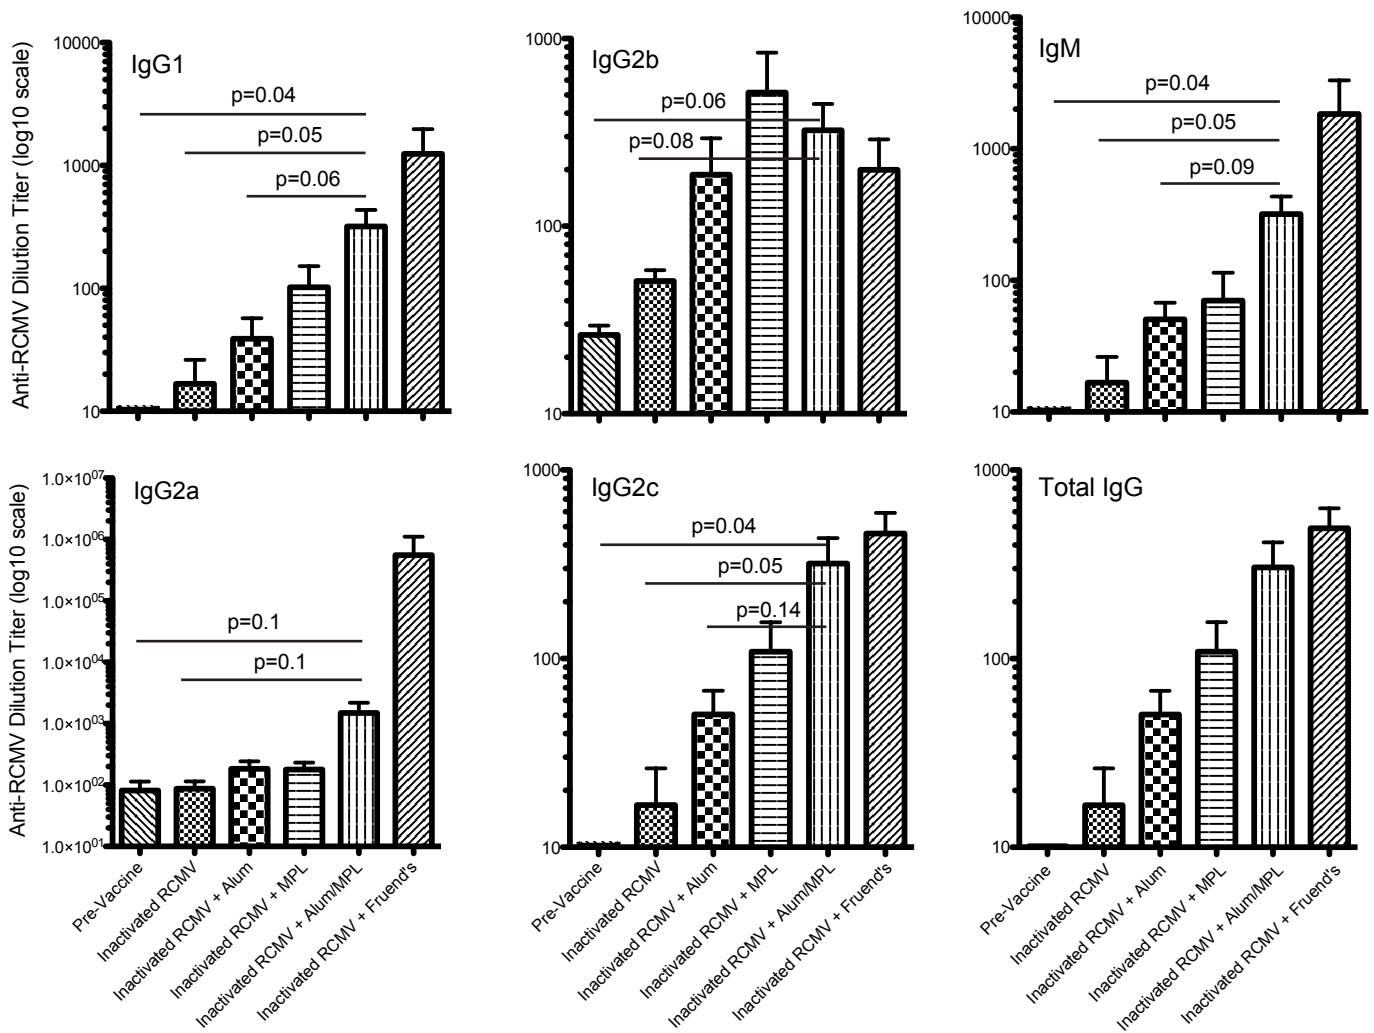 IgG1
Anti-RCMV Dilution Titer (log10 scale)
10000
1000
100
10
p=0.04
p=0.05
p=0.06
IgG2b
1000
100
10
p=0.06
p=0.08
IgM
10000
1000
100
10
p=0.04
p=0.05
p=0.09
IgG2a
Anti-RCMV Dilution Titer (log10 scale)
1.0×10⁰⁷
1.0×10⁰⁶
1.0×10⁰⁵
1.0×10⁰⁴
1.0×10⁰³
1.0×10⁰²
1.0×10⁰¹
p=0.1
p=0.1
Pre-Vaccine
Inactivated RCMV
Inactivated RCMV + Alum
Inactivated RCMV + MPL
Inactivated RCMV + Alum/MPL
Inactivated RCMV + Fruend's
IgG2c
1000
100
10
p=0.04
p=0.05
p=0.14
Pre-Vaccine
Inactivated RCMV
Inactivated RCMV + Alum
Inactivated RCMV + MPL
Inactivated RCMV + Alum/MPL
Inactivated RCMV + Fruend's
Total IgG
1000
100
10
Pre-Vaccine
Inactivated RCMV
Inactivated RCMV + Alum
Inactivated RCMV + MPL
Inactivated RCMV + Alum/MPL
Inactivated RCMV + Fruend's